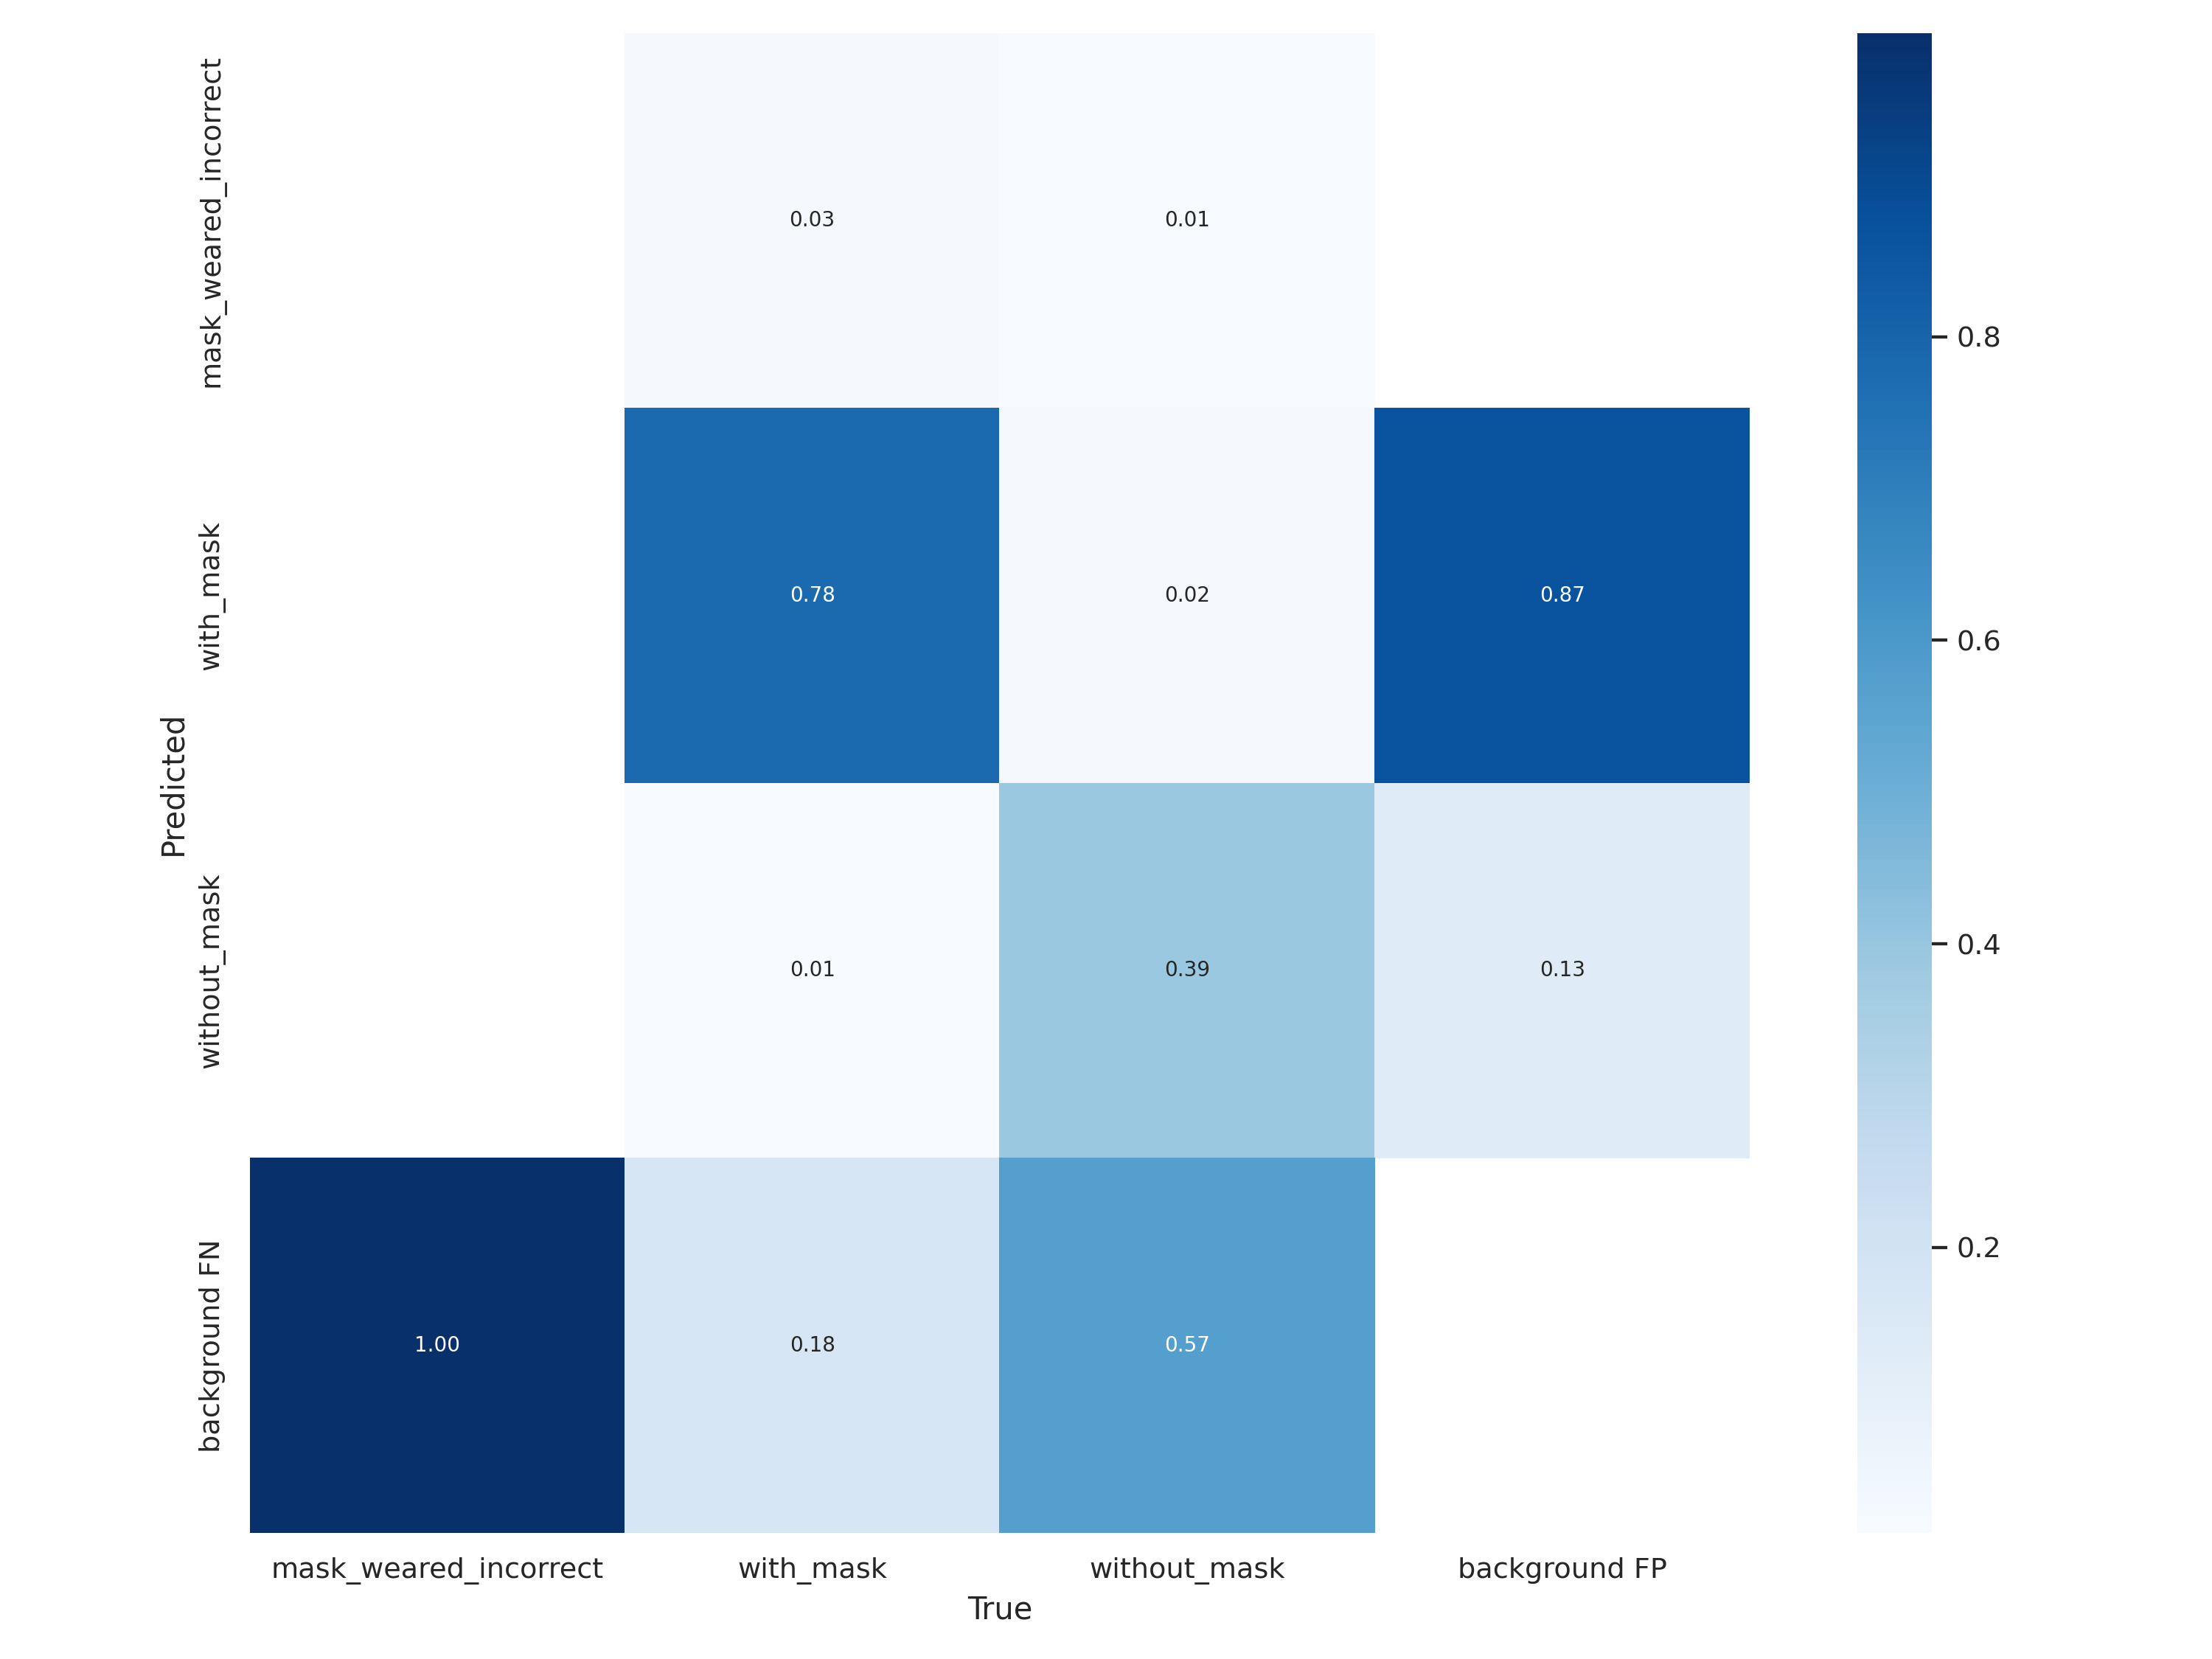 mask_weared_incorrect
with_mask
without_mask
background FN
Predicted
0.03 0.01
0.78 0.02 0.87
0.01 0.39 0.13
1.00 0.18 0.57
mask_weared_incorrect with_mask without_mask background FP
True
0.8
0.6
0.4
0.2